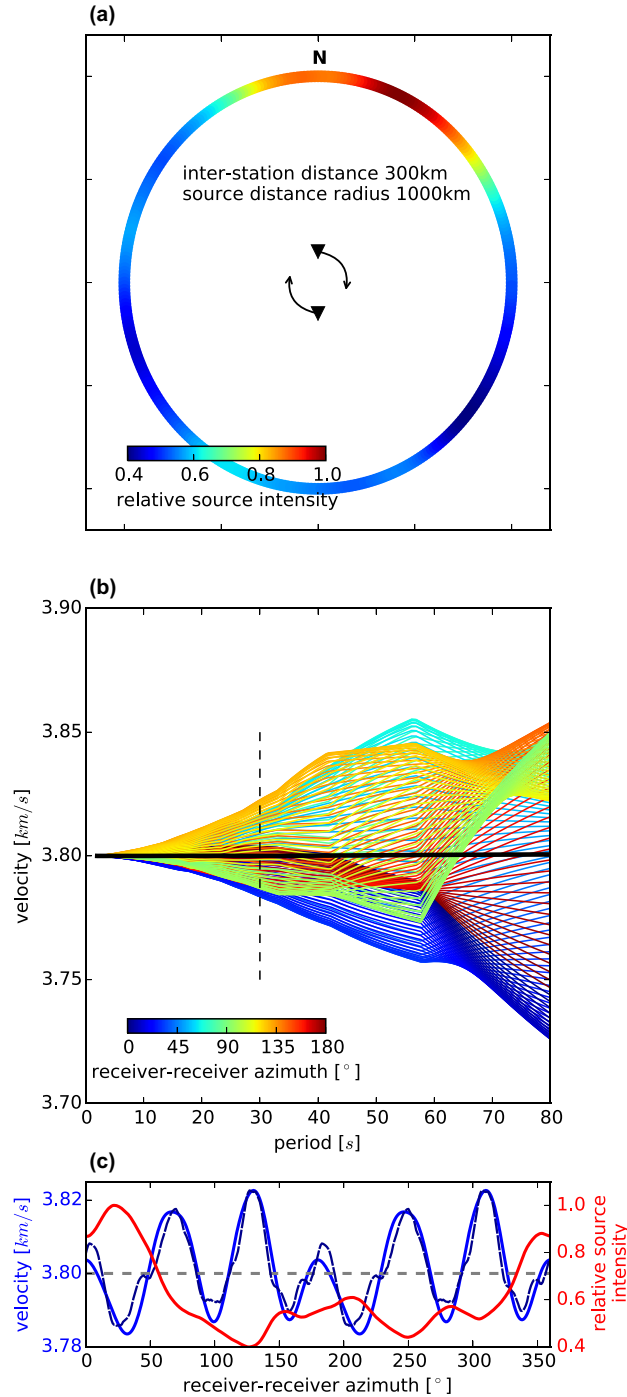 (a)
N
inter-station distance 300km
source distance radius 1000km
0.4 0.6 0.8 1.0
relative source intensity
(b)
3.90
3.85
3.80
3.75
3.70
velocity [km/s]
0 45 90 135 180
receiver-receiver azimuth [°]
0 10 20 30 40 50 60 70 80
period [s]
(c)
3.82
3.80
3.78
velocity [km/s]
1.0
0.8
0.6
0.4
relative source
intensity
0 50 100 150 200 250 300 350
receiver-receiver azimuth [°]